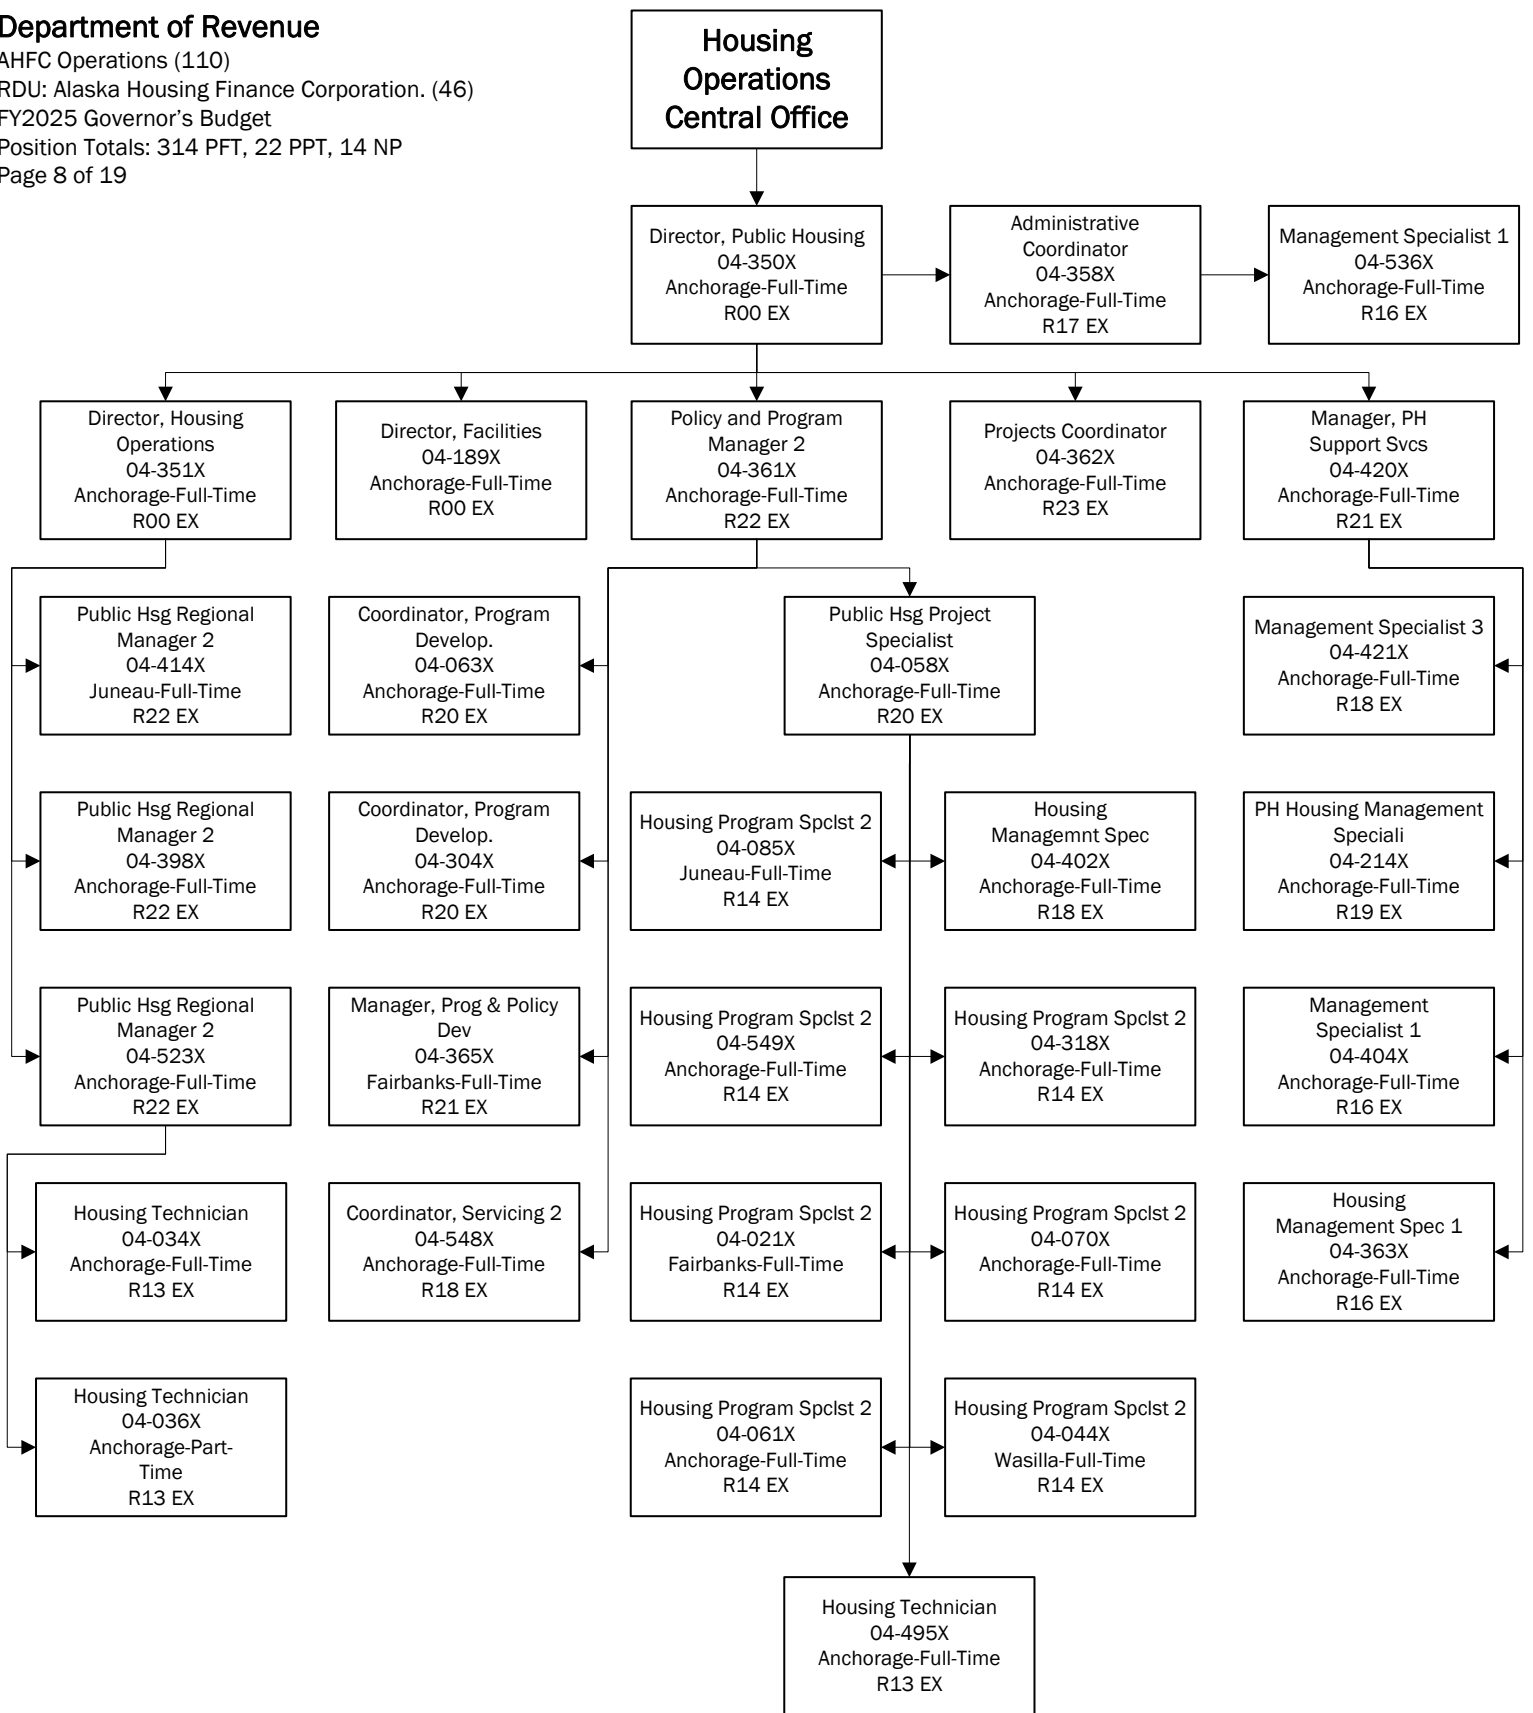 Department of Revenue
AHFC Operations (110)
RDU: Alaska Housing Finance Corporation. (46)
FY2025 Governor's Budget
Position Totals: 314 PFT, 22 PPT, 14 NP
Page 8 of 19
Housing
Operations
Central Office
Director, Public Housing
04-350X
Anchorage-Full-Time
R00 EX
Administrative
Coordinator
04-358X
Anchorage-Full-Time
R17 EX
Management Specialist 1
04-536X
Anchorage-Full-Time
R16 EX
Director, Housing
Operations
04-351X
Anchorage-Full-Time
R00 EX
Director, Facilities
04-189X
Anchorage-Full-Time
R00 EX
Policy and Program
Manager 2
04-361X
Anchorage-Full-Time
R22 EX
Projects Coordinator
04-362X
Anchorage-Full-Time
R23 EX
Manager, PH
Support Svcs
04-420X
Anchorage-Full-Time
R21 EX
Public Hsg Regional
Manager 2
04-414X
Juneau-Full-Time
R22 EX
Coordinator, Program
Develop.
04-063X
Anchorage-Full-Time
R20 EX
Public Hsg Project
Specialist
04-058X
Anchorage-Full-Time
R20 EX
Management Specialist 3
04-421X
Anchorage-Full-Time
R18 EX
Public Hsg Regional
Manager 2
04-398X
Anchorage-Full-Time
R22 EX
Coordinator, Program
Develop.
04-304X
Anchorage-Full-Time
R20 EX
Housing Program Spclst 2
04-085X
Juneau-Full-Time
R14 EX
Housing
Managemnt Spec
04-402X
Anchorage-Full-Time
R18 EX
PH Housing Management
Speciali
04-214X
Anchorage-Full-Time
R19 EX
Public Hsg Regional
Manager 2
04-523X
Anchorage-Full-Time
R22 EX
Manager, Prog & Policy
Dev
04-365X
Fairbanks-Full-Time
R21 EX
Housing Program Spclst 2
04-549X
Anchorage-Full-Time
R14 EX
Housing Program Spclst 2
04-318X
Anchorage-Full-Time
R14 EX
Management
Specialist 1
04-404X
Anchorage-Full-Time
R16 EX
Housing Technician
04-034X
Anchorage-Full-Time
R13 EX
Coordinator, Servicing 2
04-548X
Anchorage-Full-Time
R18 EX
Housing Program Spclst 2
04-021X
Fairbanks-Full-Time
R14 EX
Housing Program Spclst 2
04-070X
Anchorage-Full-Time
R14 EX
Housing
Management Spec 1
04-363X
Anchorage-Full-Time
R16 EX
Housing Technician
04-036X
Anchorage-Part-
Time
R13 EX
Housing Program Spclst 2
04-061X
Anchorage-Full-Time
R14 EX
Housing Program Spclst 2
04-044X
Wasilla-Full-Time
R14 EX
Housing Technician
04-495X
Anchorage-Full-Time
R13 EX